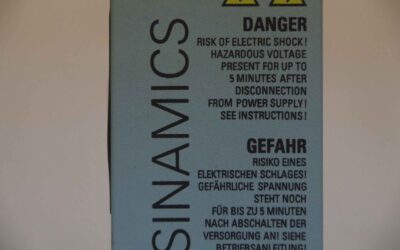 SINAMICS
DANGER
RISK OF ELECTRIC SHOCK!
HAZARDOUS VOLTAGE
PRESENT FOR UP TO
5 MINUTES AFTER
DISCONNECTION
FROM POWER SUPPLY!
SEE INSTRUCTIONS!
GEFAHR
RISIKO EINES
ELEKTRISCHEN SCHLAGES!
GEFÄHRLICHE SPANNUNG
STEHT NOCH
FÜR BIS ZU 5 MINUTEN
NACH ABSCHALTEN DER
VERSORGUNG AN! SIEHE
BETRIEBSANLEITUNG!